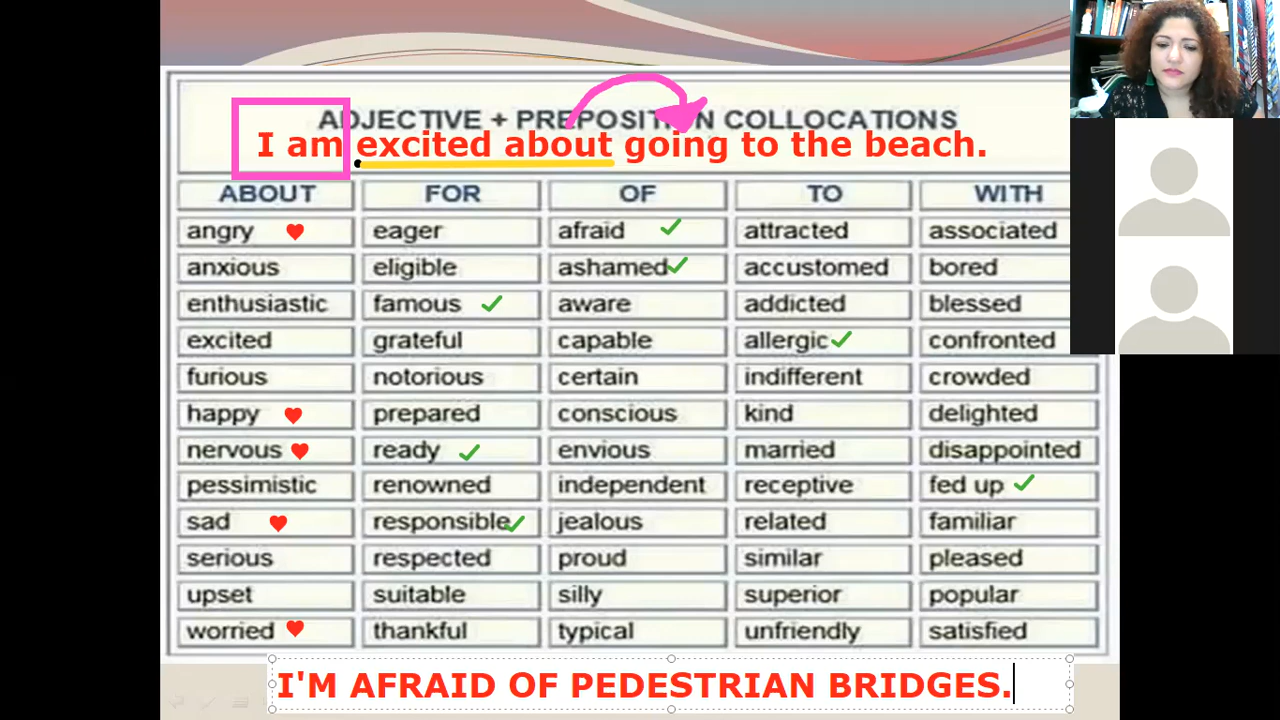 ADJECTIVE + PREPOSITION COLLOCATIONS
I am excited about going to the beach.
ABOUT FOR OF TO WITH
angry eager afraid attracted associated
anxious eligible ashamed accustomed bored
enthusiastic famous aware addicted blessed
excited grateful capable allergic confronted
furious notorious certain indifferent crowded
happy prepared conscious kind delighted
nervous ready envious married disappointed
pessimistic renowned independent receptive fed up
sad responsible jealous related familiar
serious respected proud similar pleased
upset suitable silly superior popular
worried thankful typical unfriendly satisfied
I'M AFRAID OF PEDESTRIAN BRIDGES.